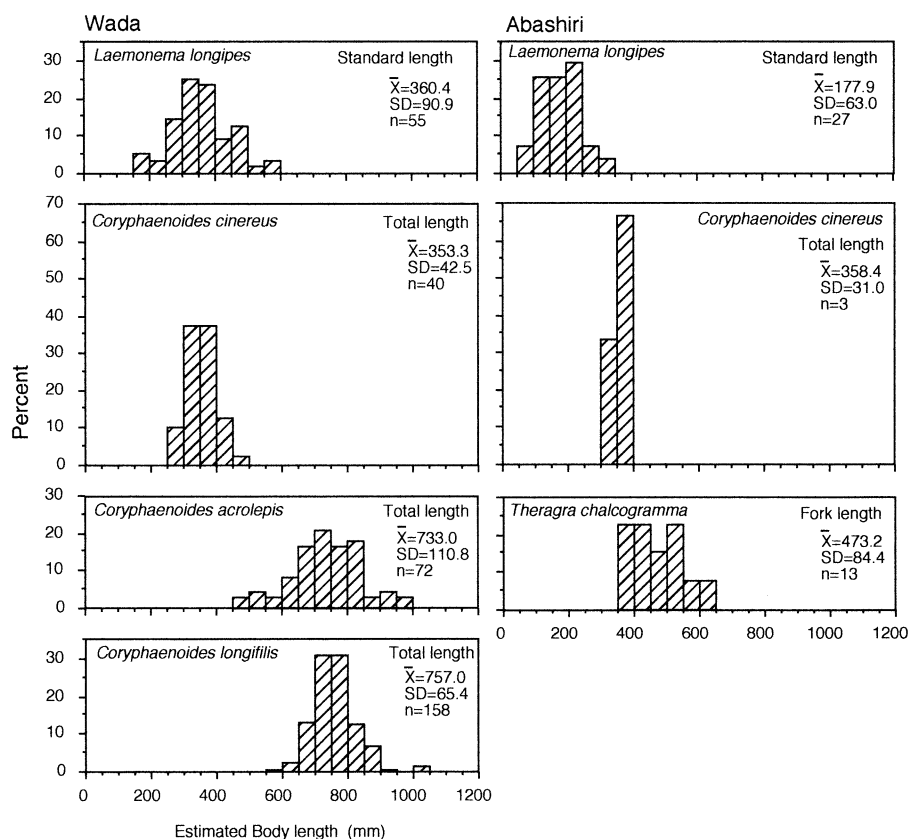 Wada
Abashiri
Laemonema longipes
Standard length
X̄=360.4
SD=90.9
n=55
30
20
10
0
Laemonema longipes
Standard length
X̄=177.9
SD=63.0
n=27
Coryphaenoides cinereus
Total length
X̄=353.3
SD=42.5
n=40
70
60
50
40
30
20
10
0
Coryphaenoides cinereus
Total length
X̄=358.4
SD=31.0
n=3
Percent
Coryphaenoides acrolepis
Total length
X̄=733.0
SD=110.8
n=72
30
20
10
0
Theragra chalcogramma
Fork length
X̄=473.2
SD=84.4
n=13
0 200 400 600 800 1000 1200
Coryphaenoides longifilis
Total length
X̄=757.0
SD=65.4
n=158
30
20
10
0
0 200 400 600 800 1000 1200
Estimated Body length (mm)